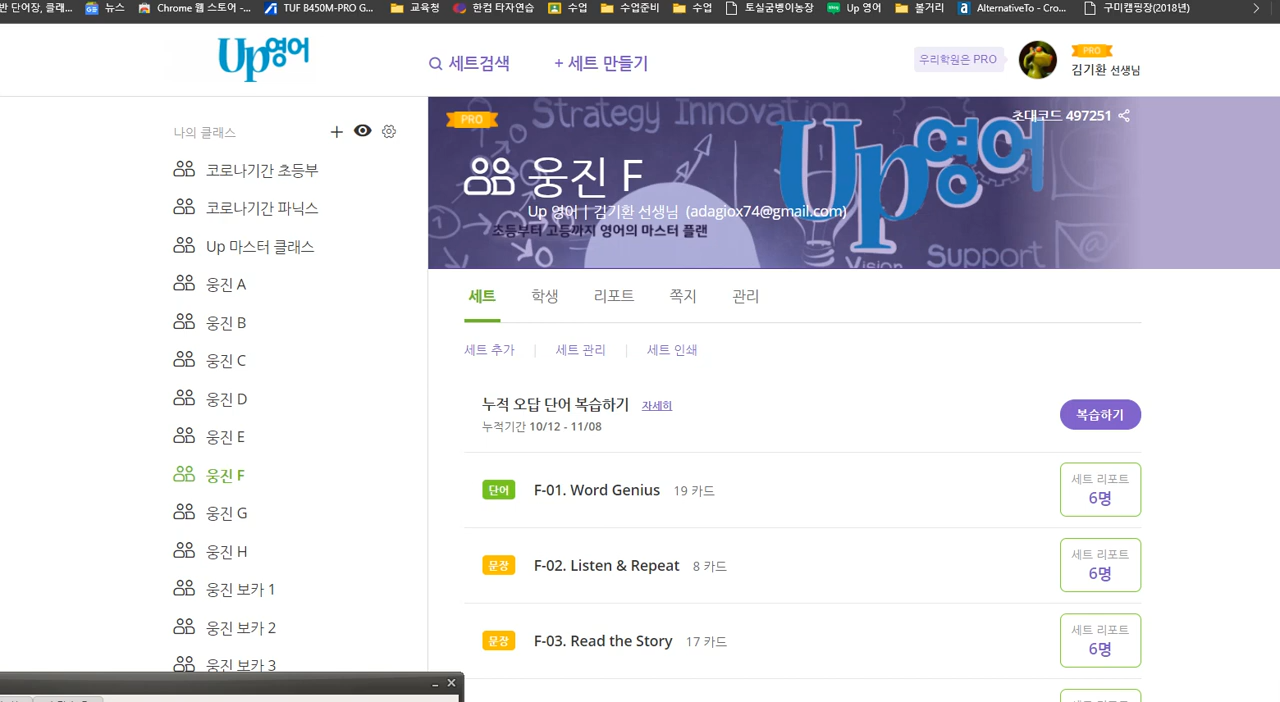 반 단어장, 클래... 뉴스 Chrome 웹 스토어 -... TUF B450M-PRO G... 교육청 한컴 타자연습 수업 수업준비 수업 토실궁뱅이농장 Up 영어 볼거리 AlternativeTo - Cro... 구미캠핑장(2018년)
Up영어
세트검색
+ 세트 만들기
우리학원은 PRO
PRO
김기환 선생님
나의 클래스
코로나기간 초등부
코로나기간 파닉스
Up 마스터 클래스
웅진 A
웅진 B
웅진 C
웅진 D
웅진 E
웅진 F
웅진 G
웅진 H
웅진 보카 1
웅진 보카 2
웅진 보카 3
PRO
Strategy Innovation
초대코드 497251
웅진 F
Up영어
Up 영어 | 김기환 선생님 (adagiox74@gmail.com)
초등부터 고등까지 영어의 마스터 플랜
Vision
Support
세트 학생 리포트 쪽지 관리
세트 추가 세트 관리 세트 인쇄
누적 오답 단어 복습하기 자세히
누적기간 10/12 - 11/08
복습하기
단어 F-01. Word Genius 19 카드
세트 리포트
6명
문장 F-02. Listen & Repeat 8 카드
세트 리포트
6명
문장 F-03. Read the Story 17 카드
세트 리포트
6명